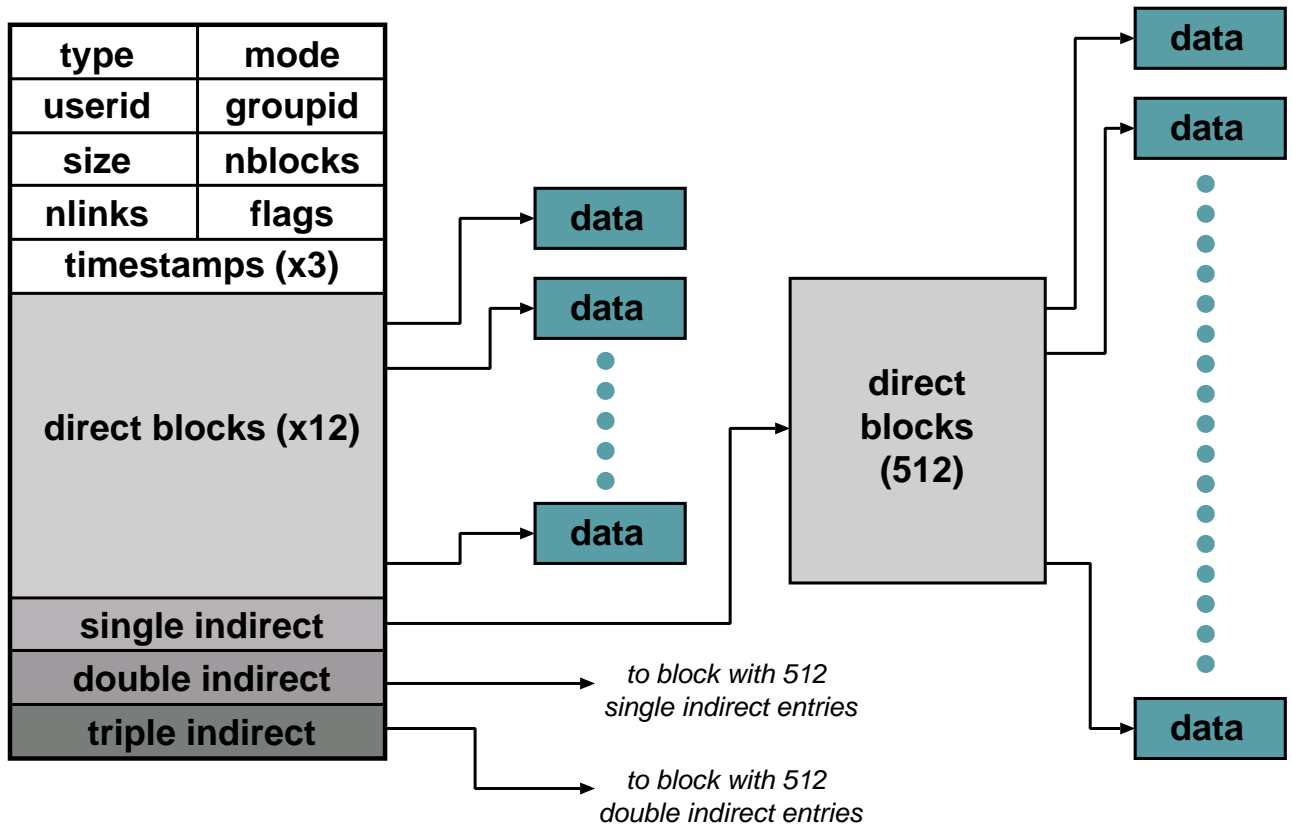 type mode
userid groupid
size nblocks
nlinks flags
timestamps (x3)
direct blocks (x12)
single indirect
double indirect
triple indirect
data
data
data
to block with 512
single indirect entries
to block with 512
double indirect entries
direct
blocks
(512)
data
data
data